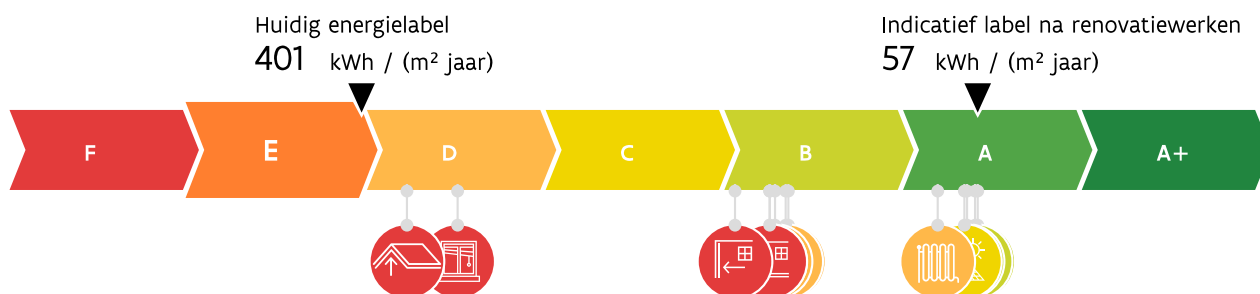 Huidig energielabel
401 kWh / (m² jaar)
Indicatief label na renovatiewerken
57 kWh / (m² jaar)
F E D C B A A+